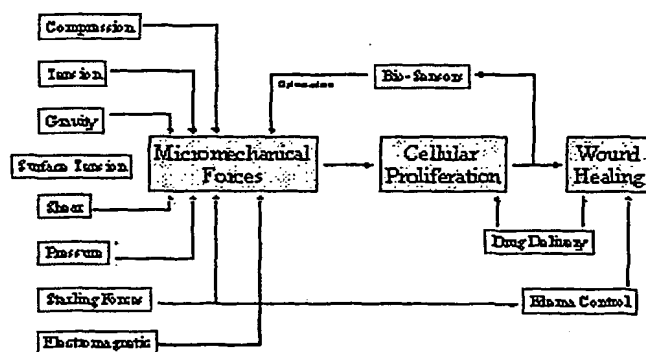 Compression
Tension
Bio-Sensors
Gravity
Micromechanical
Forces
Cellular
Proliferation
Wound
Healing
Surface Tension
Shear
Drug Delivery
Pressure
Starling Forces
Edema Control
Electromagnetic